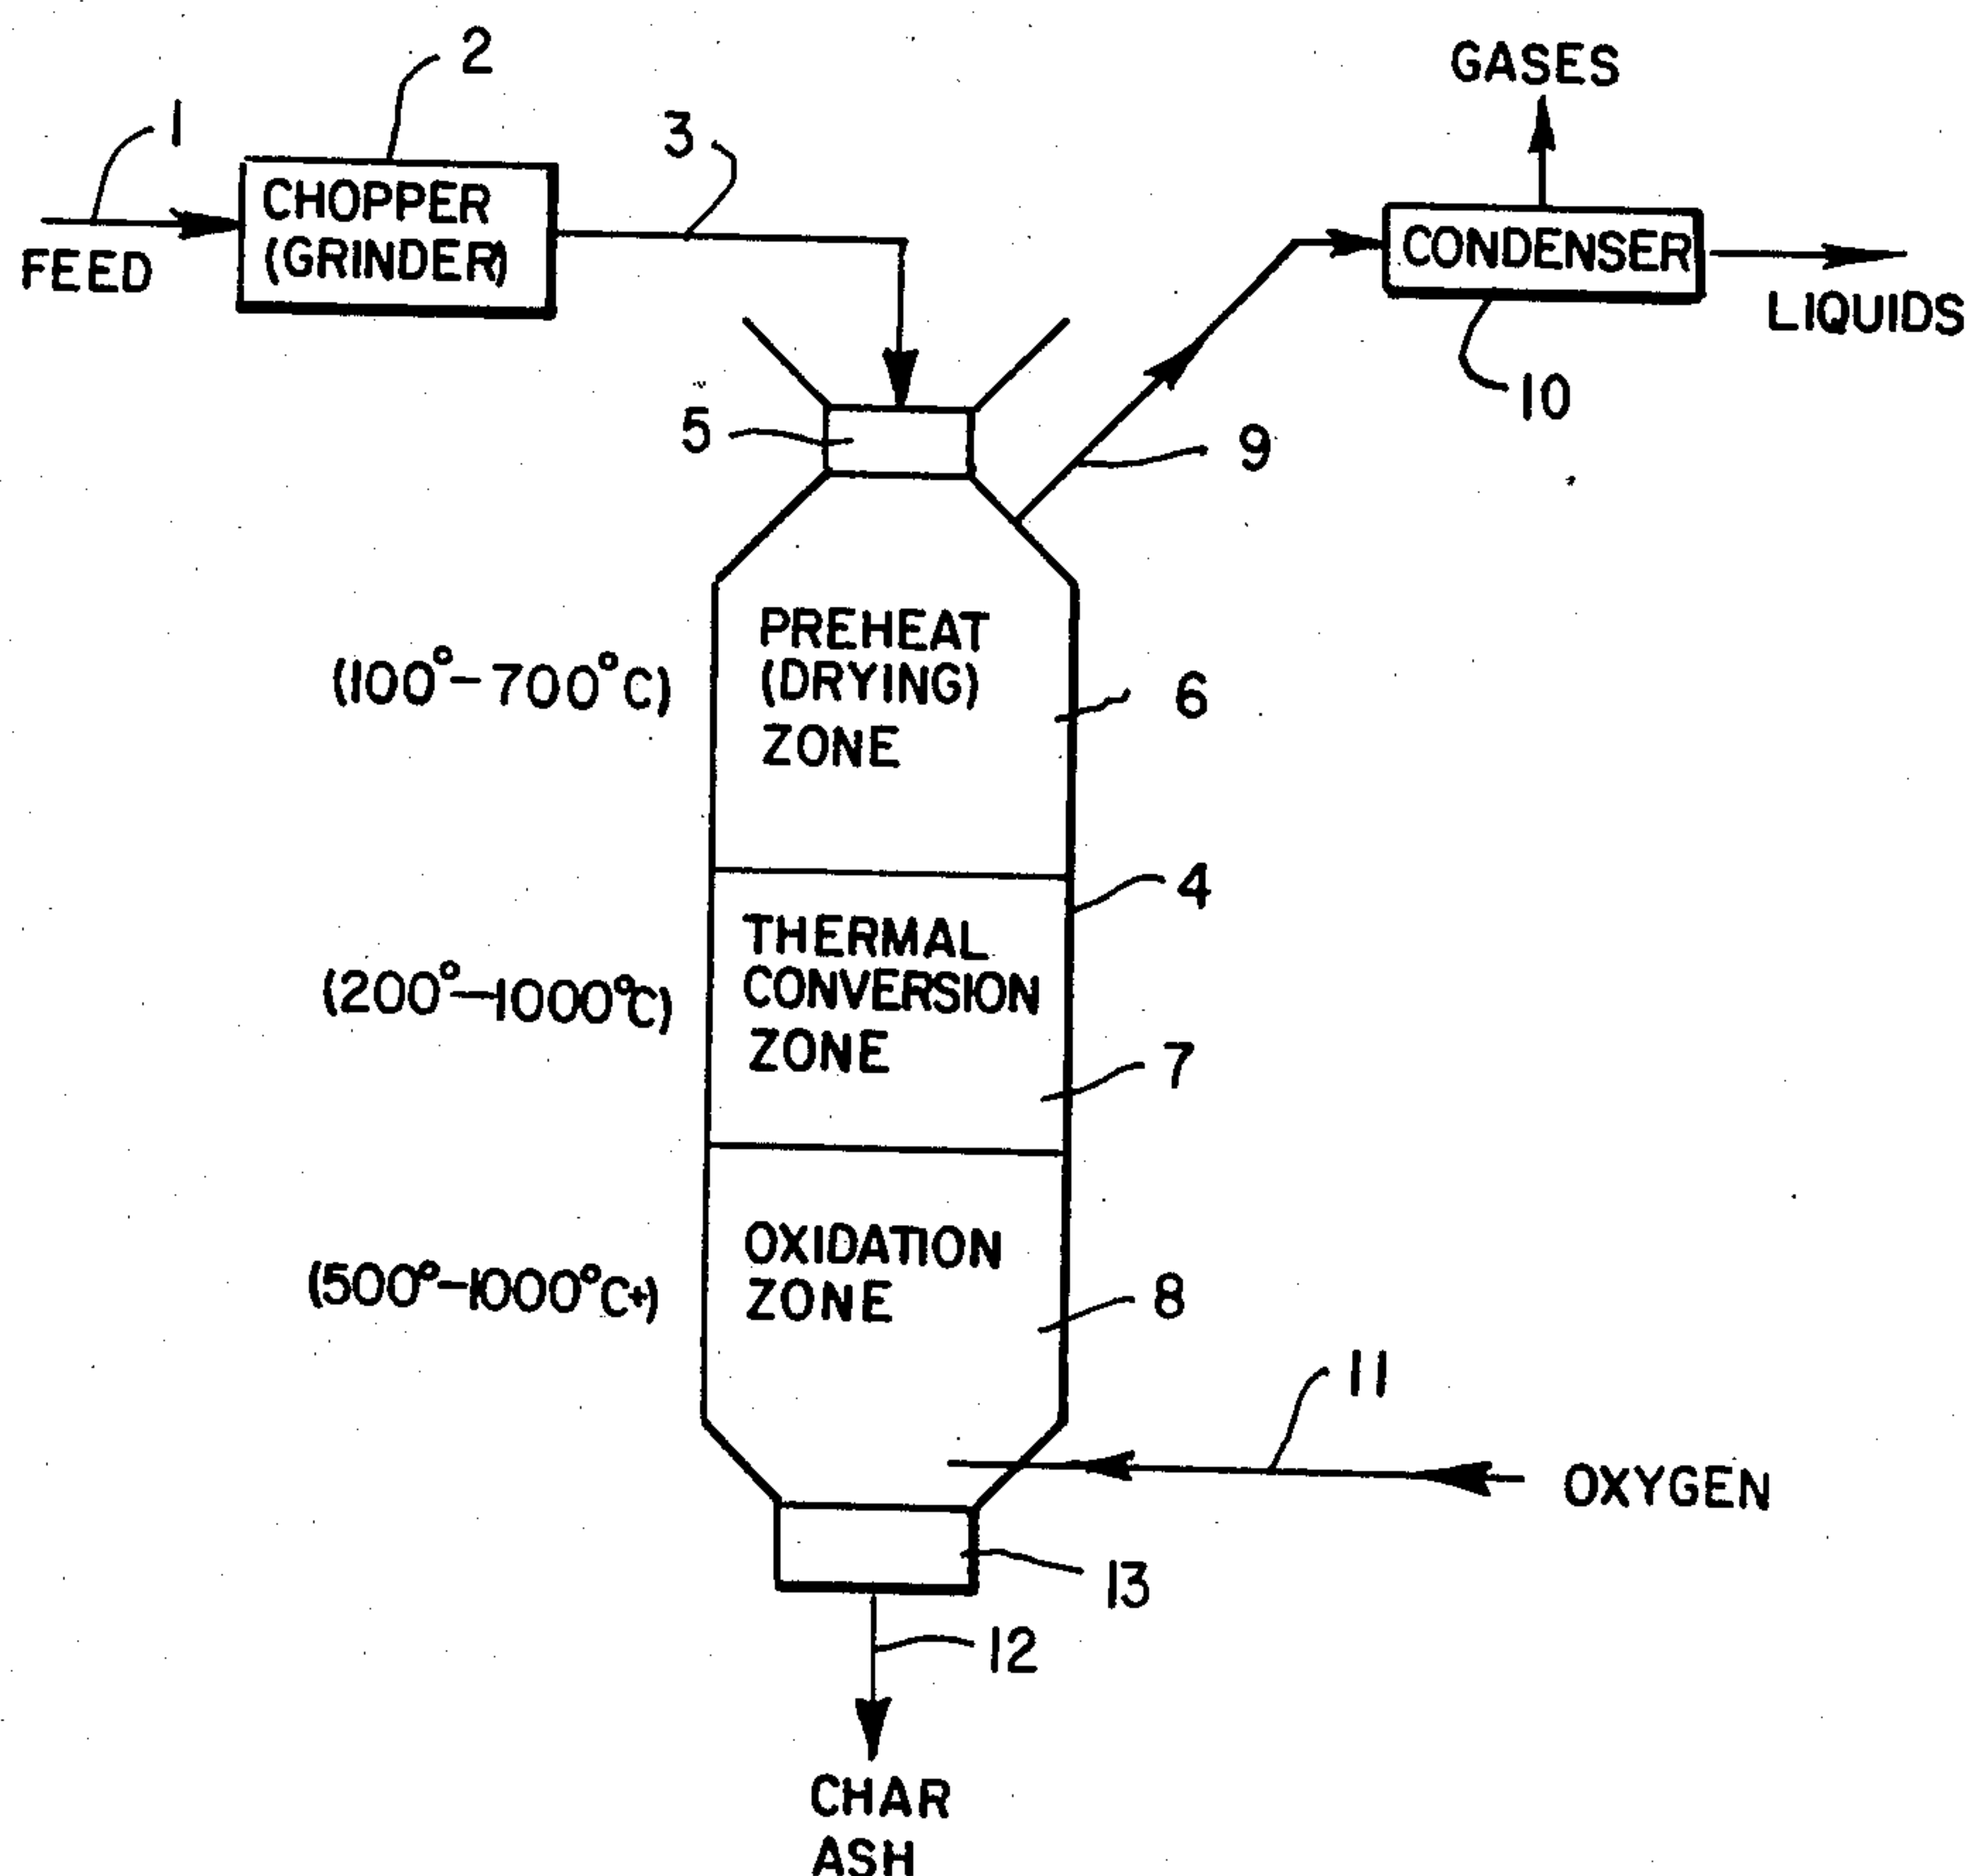 2
GASES
1
3
CHOPPER
(GRINDER)
FEED
CONDENSER
LIQUIDS
10
5
9
PREHEAT
(DRYING)
ZONE
(100°-700°C)
6
4
THERMAL
CONVERSION
ZONE
(200°-1000°C)
7
OXIDATION
ZONE
(500°-1000°C+)
8
11
OXYGEN
13
12
CHAR
ASH